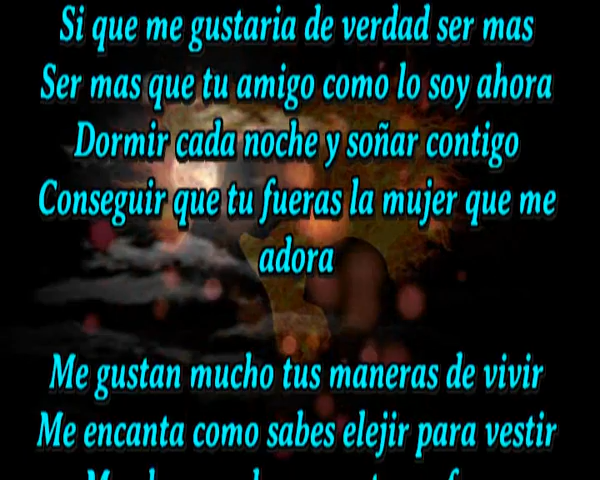 Si que me gustaria de verdad ser mas
Ser mas que tu amigo como lo soy ahora
Dormir cada noche y soñar contigo
Conseguir que tu fueras la mujer que me
adora
Me gustan mucho tus maneras de vivir
Me encanta como sabes elejir para vestir